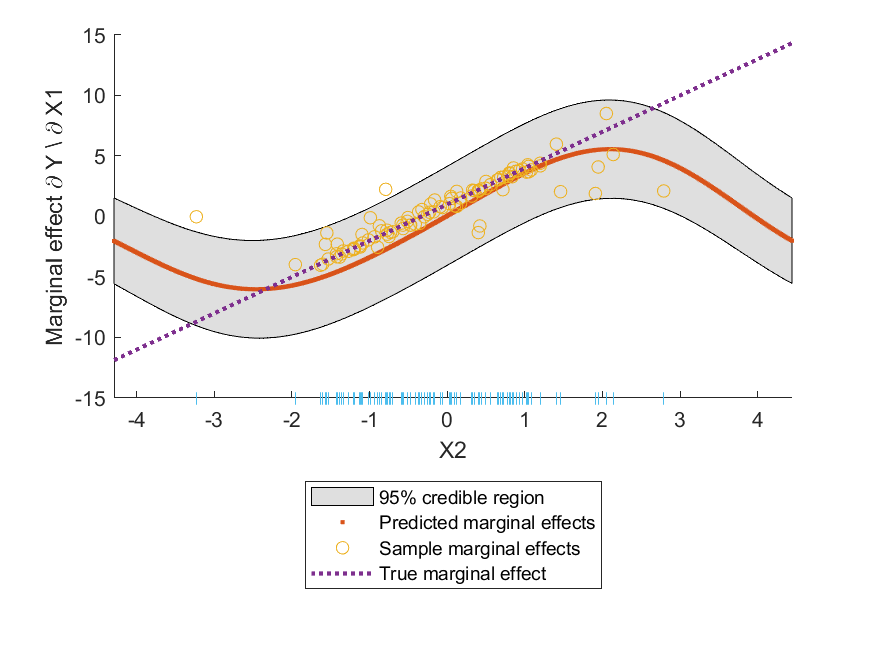 15
10
5
0
-5
-10
-15
Marginal effect ∂ Y \ ∂ X1
-4
-3
-2
-1
0
1
2
3
4
X2
95% credible region
Predicted marginal effects
Sample marginal effects
True marginal effect